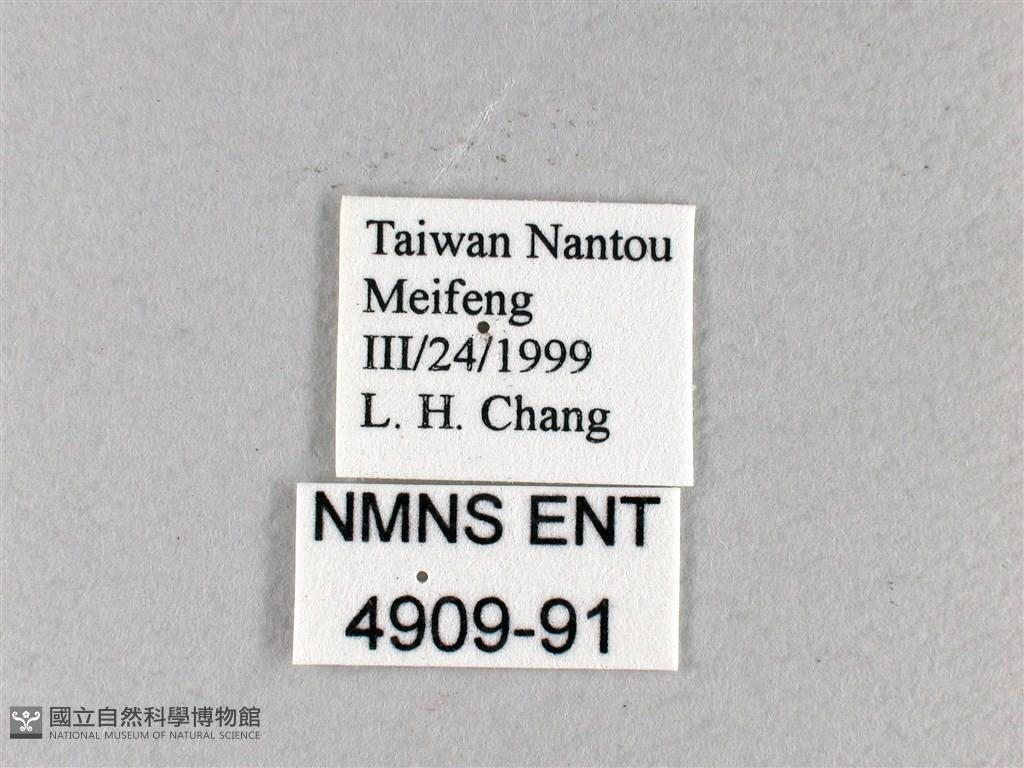 Taiwan Nantou
Meifeng
III/24/1999
L. H. Chang
NMNS ENT
4909-91
國立自然科學博物館
NATIONAL MUSEUM OF NATURAL SCIENCE